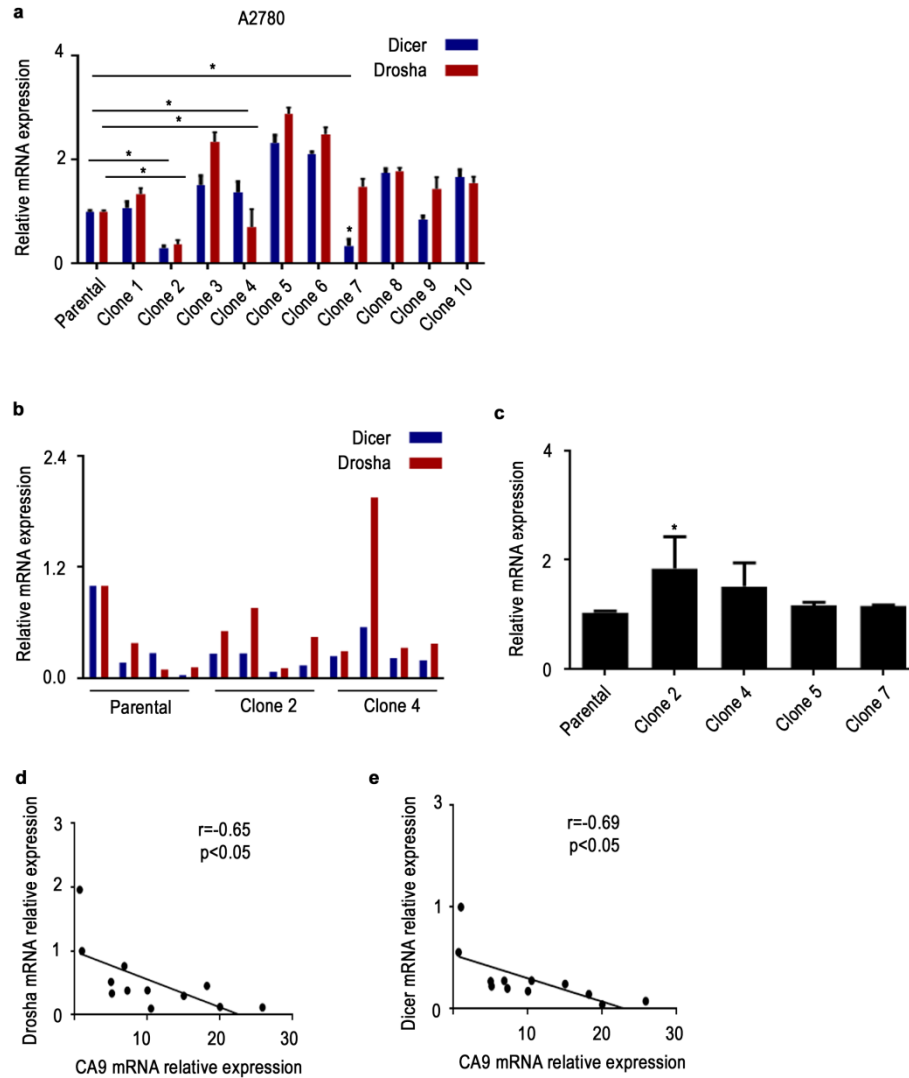 a
A2780
Dicer
Drosha
Relative mRNA expression
4
2
0
*
*
*
*
*
*
Parental
Clone 1
Clone 2
Clone 3
Clone 4
Clone 5
Clone 6
Clone 7
Clone 8
Clone 9
Clone 10
b
Dicer
Drosha
Relative mRNA expression
2.4
1.2
0.0
Parental
Clone 2
Clone 4
c
Relative mRNA expression
4
2
0
*
Parental
Clone 2
Clone 4
Clone 5
Clone 7
d
Drosha mRNA relative expression
3
2
1
0
r=-0.65
p<0.05
10
20
30
CA9 mRNA relative expression
e
Dicer mRNA relative expression
3
1
0
r=-0.69
p<0.05
10
20
30
CA9 mRNA relative expression